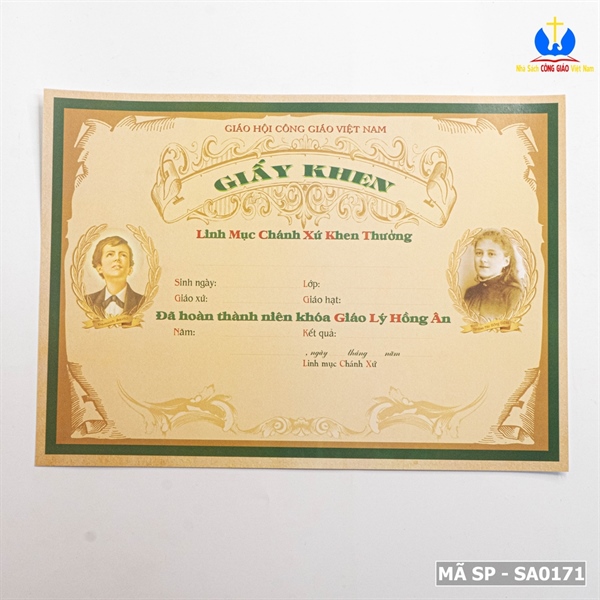 Nhà Sách CÔNG GIÁO Việt Nam
GIÁO HỘI CÔNG GIÁO VIỆT NAM
GIẤY KHEN
Linh Mục Chánh Xứ Khen Thưởng
Sinh ngày: Lớp:
Giáo xứ: Giáo hạt:
Đã hoàn thành niên khóa Giáo Lý Hồng Ân
Năm: Kết quả:
, ngày tháng năm
Linh mục Chánh Xứ
MÃ SP - SA0171